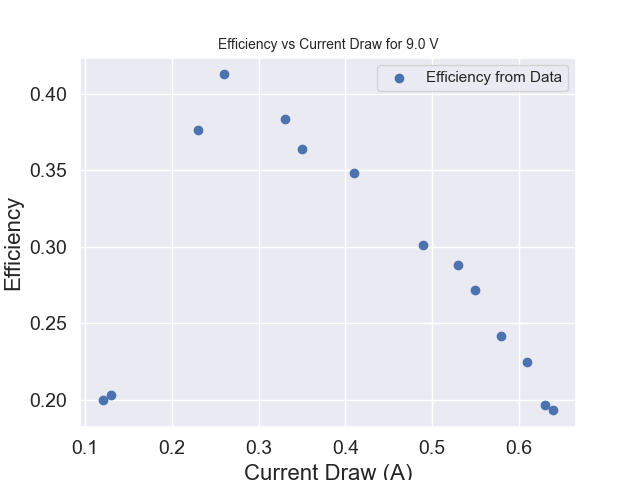 Efficiency vs Current Draw for 9.0 V
Efficiency from Data
0.40
0.35
0.30
0.25
0.20
Efficiency
0.1 0.2 0.3 0.4 0.5 0.6
Current Draw (A)